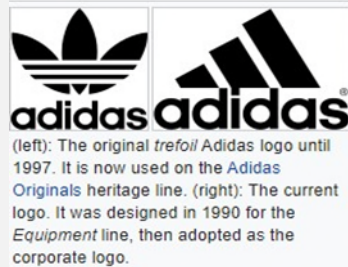 adidas adidas®
(left): The original trefoil Adidas logo until
1997. It is now used on the Adidas
Originals heritage line. (right): The current
logo. It was designed in 1990 for the
Equipment line, then adopted as the
corporate logo.